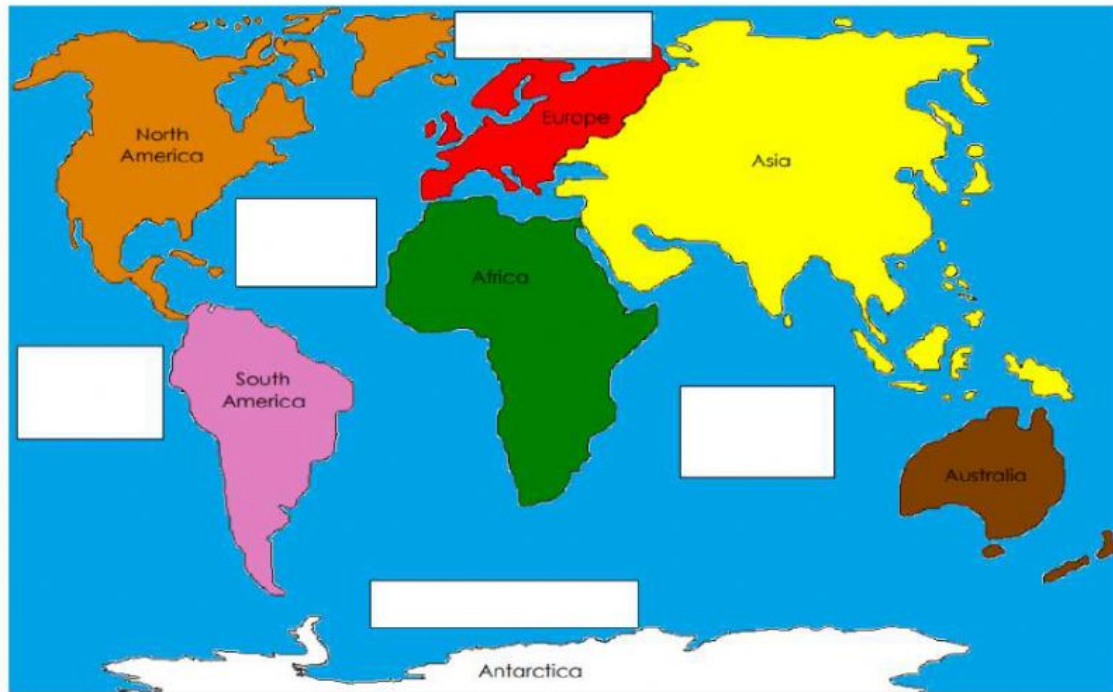 Europe
North
America
Asia
Africa
South
America
Australia
Antarctica